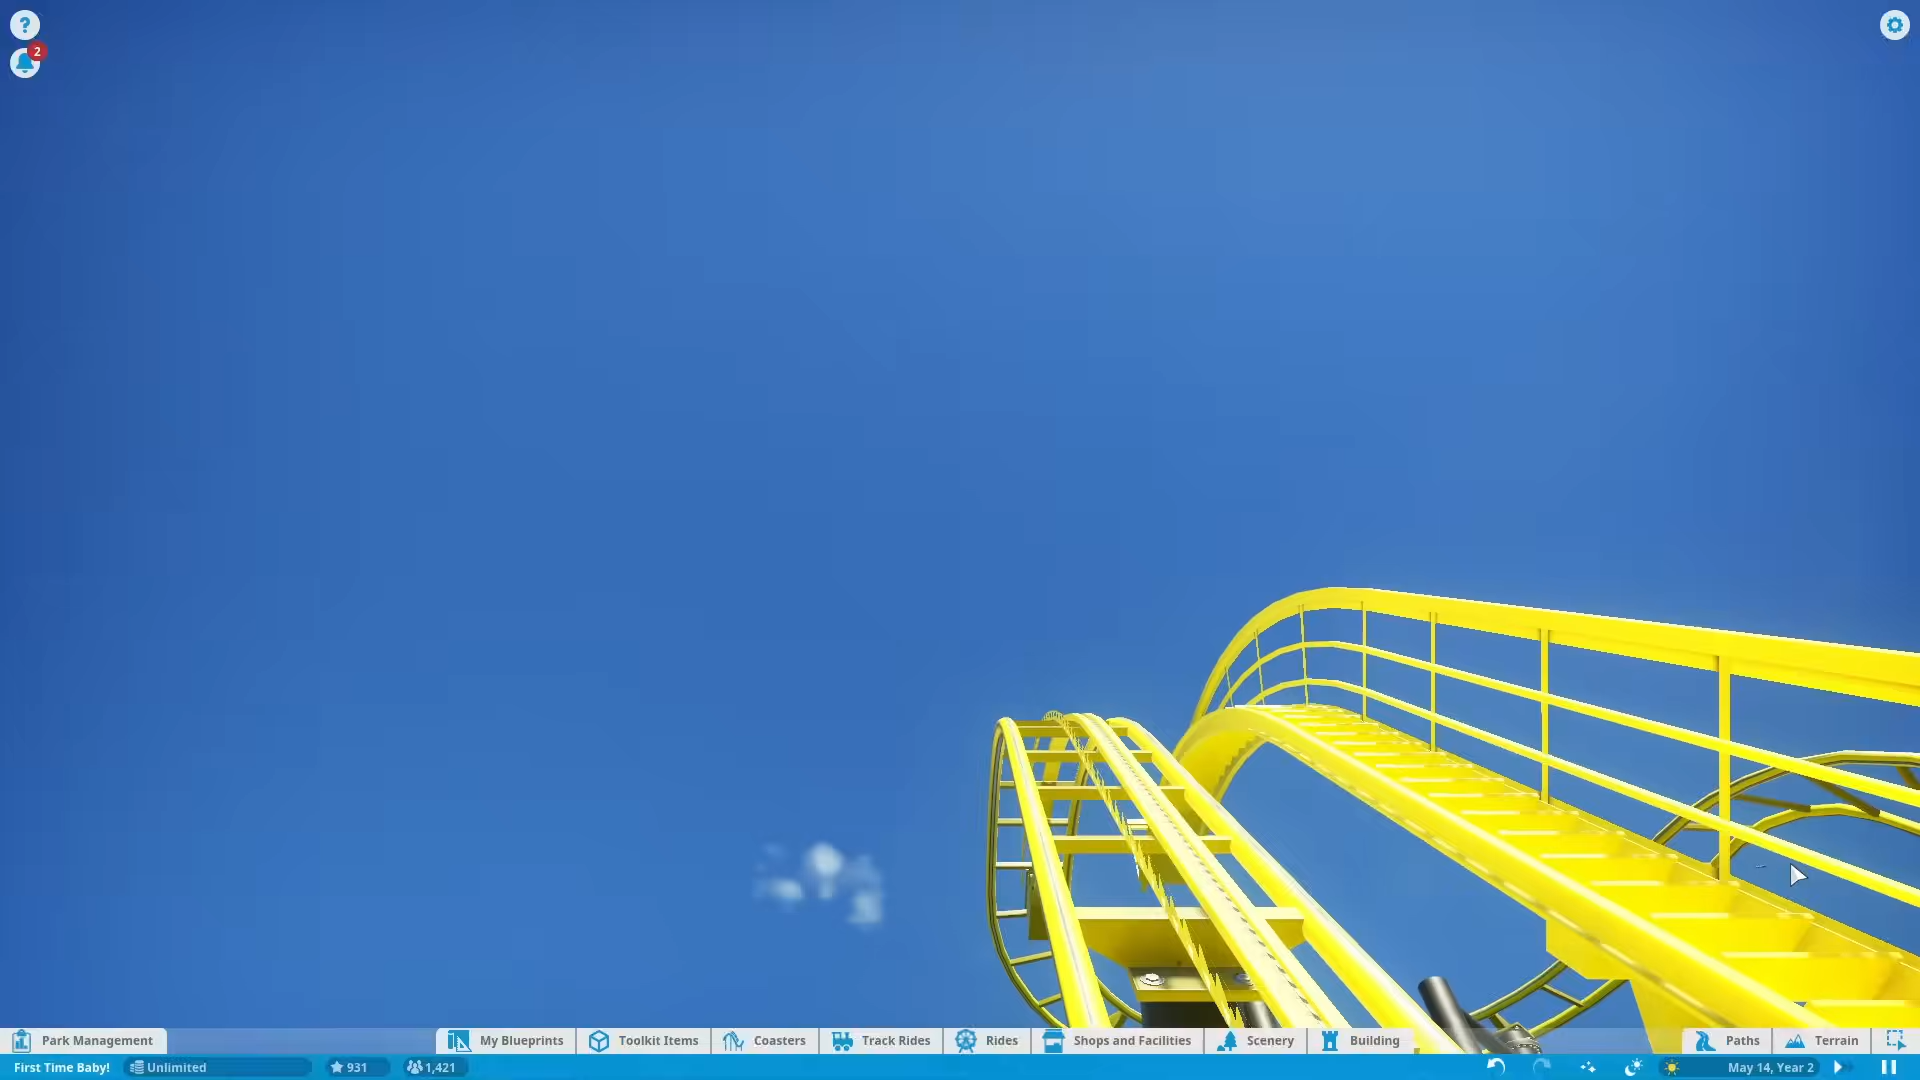 ?
2
Park Management
My Blueprints
Toolkit Items
Coasters
Track Rides
Rides
Shops and Facilities
Scenery
Building
Paths
Terrain
First Time Baby!
Unlimited
931
1,421
May 14, Year 2